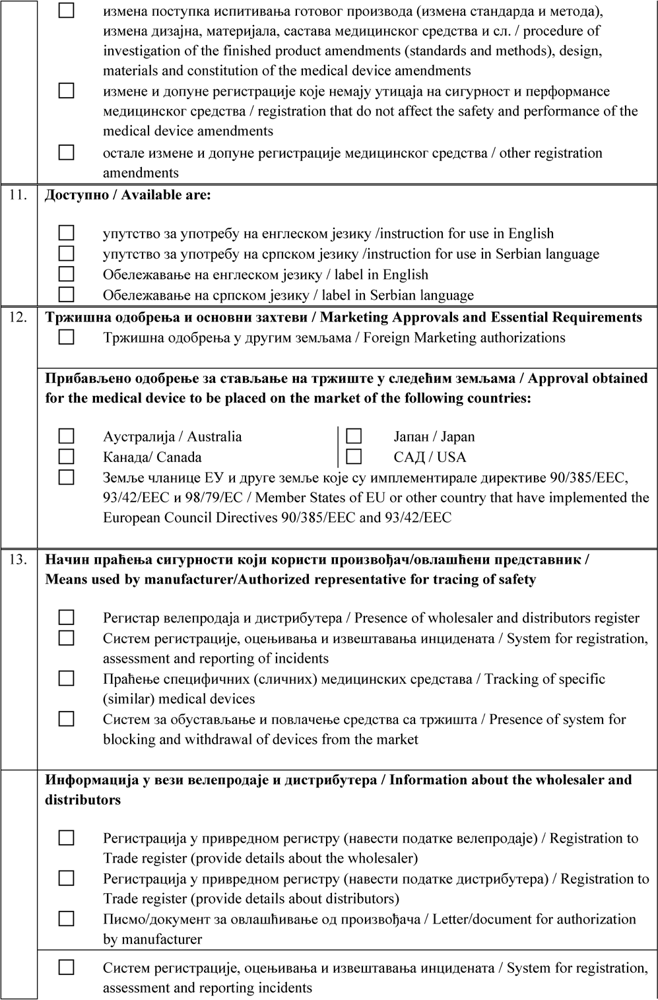 измена поступка испитивања готовог производа (измена стандарда и метода),
измена дизајна, материјала, састава медицинског средства и сл. / procedure of
investigation of the finished product amendments (standards and methods), design,
materials and constitution of the medical device amendments
измене и допуне регистрације које немају утицаја на сигурност и перформансе
медицинског средства / registration that do not affect the safety and performance of the
medical device amendments
остале измене и допуне регистрације медицинског средства / other registration
amendments
11. Доступно / Available are:
упутство за употребу на енглеском језику /instruction for use in English
упутство за употребу на српском језику /instruction for use in Serbian language
Обележавање на енглеском језику / label in English
Обележавање на српском језику / label in Serbian language
12. Тржишна одобрења и основни захтеви / Marketing Approvals and Essential Requirements
Тржишна одобрења у другим земљама / Foreign Marketing authorizations
Прибављено одобрење за стављање на тржиште у следећим земљама / Approval obtained
for the medical device to be placed on the market of the following countries:
Аустралија / Australia Јапан / Japan
Канада/ Canada САД / USA
Земље чланице ЕУ и друге земље које су имплементирале директиве 90/385/EEC,
93/42/EEC и 98/79/EC / Member States of EU or other country that have implemented the
European Council Directives 90/385/EEC and 93/42/EEC
13. Начин праћења сигурности који користи произвођач/овлашћени представник /
Means used by manufacturer/Authorized representative for tracing of safety
Регистар велепродаја и дистрибутера / Presence of wholesaler and distributors register
Систем регистрације, оцењивања и извештавања инцидената / System for registration,
assessment and reporting of incidents
Праћење специфичних (сличних) медицинских средстава / Tracking of specific
(similar) medical devices
Систем за обустављање и повлачење средства са тржишта / Presence of system for
blocking and withdrawal of devices from the market
Информација у вези велепродаје и дистрибутера / Information about the wholesaler and
distributors
Регистрација у привредном регистру (навести податке велепродаје) / Registration to
Trade register (provide details about the wholesaler)
Регистрација у привредном регистру (навести податке дистрибутера) / Registration to
Trade register (provide details about distributors)
Писмо/документ за овлашћивање од произвођача / Letter/document for authorization
by manufacturer
Систем регистрације, оцењивања и извештавања инцидената / System for registration,
assessment and reporting incidents